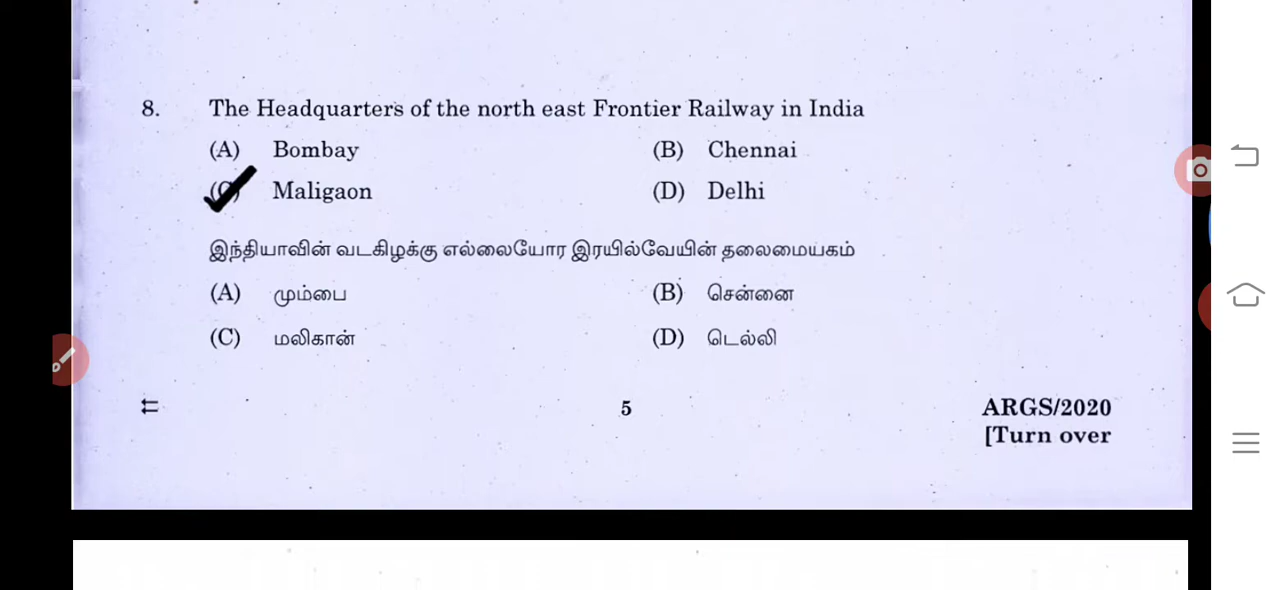 8. The Headquarters of the north east Frontier Railway in India
(A) Bombay (B) Chennai
(C) Maligaon (D) Delhi
இந்தியாவின் வடகிழக்கு எல்லையோர இரயில்வேயின் தலைமையகம்
(A) மும்பை (B) சென்னை
(C) மலிகான் (D) டெல்லி
5 ARGS/2020
[Turn over